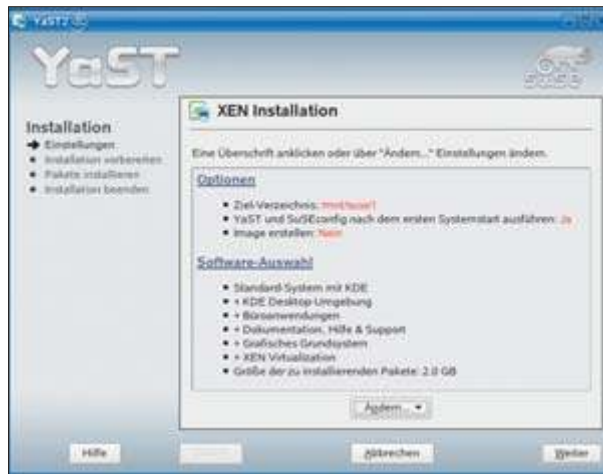 YaST2
YaST
SuSE
Installation
Einstellungen
Installation vorbereiten
Pakete installieren
Installation beenden
XEN Installation
Eine Überschrift anklicken oder über "Ändern..." Einstellungen ändern.
Optionen
Ziel-Verzeichnis:
YaST und SuSEconfig nach dem ersten Systemstart ausführen: Ja
Image erstellen: Nein
Software-Auswahl
Standard-System mit KDE
+ KDE Desktop-Umgebung
+ Büroanwendungen
+ Dokumentation, Hilfe & Support
+ Grafisches Grundsystem
+ XEN Virtualization
Größe der zu installierenden Pakete: 2.0 GB
Ändern...
Hilfe
Abbrechen
Weiter